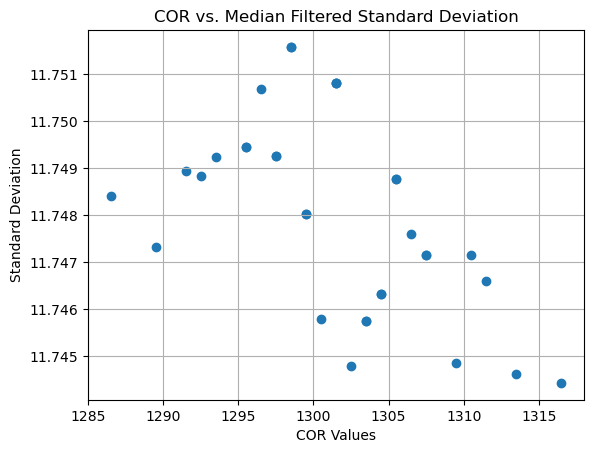 COR vs. Median Filtered Standard Deviation
Standard Deviation
11.751
11.750
11.749
11.748
11.747
11.746
11.745
1285 1290 1295 1300 1305 1310 1315
COR Values